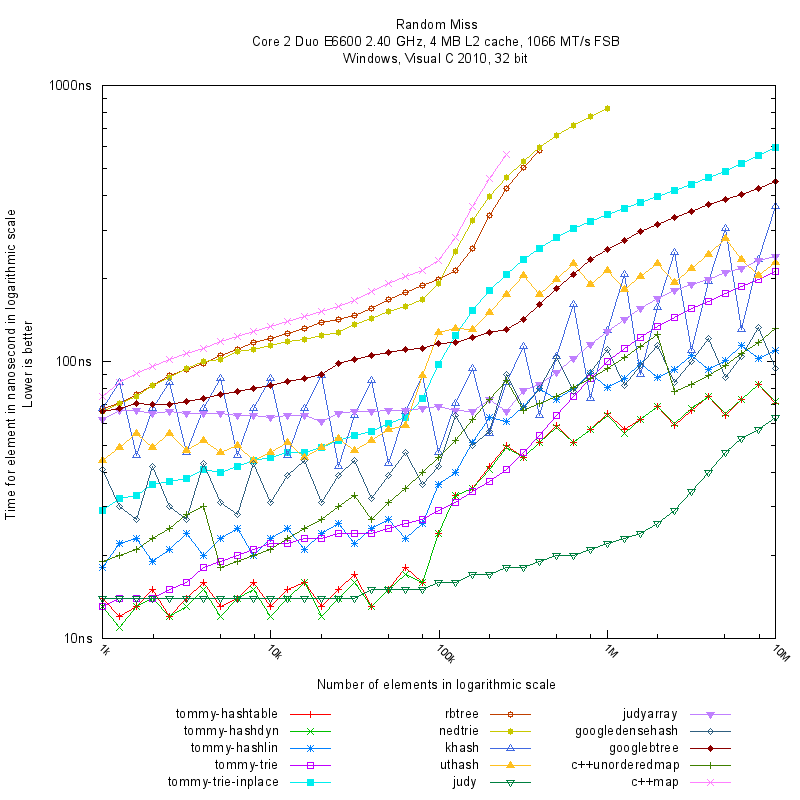 Random Miss
Core 2 Duo E6600 2.40 GHz, 4 MB L2 cache, 1066 MT/s FSB
Windows, Visual C 2010, 32 bit
1000ns
100ns
10ns
Time for element in nanosecond in logarithmic scale
Lower is better
1k
10k
100k
1M
10M
Number of elements in logarithmic scale
tommy-hashtable
tommy-hashdyn
tommy-hashlin
tommy-trie
tommy-trie-inplace
rbtree
nedtrie
khash
uthash
judy
judyarray
googledensehash
googlebtree
c++unorderedmap
c++map